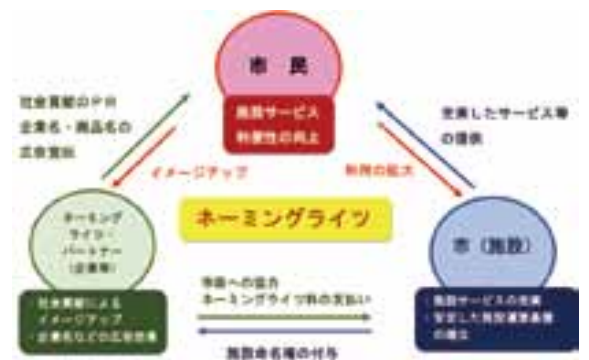 市 民
施設サービス
利便性の向上
社会貢献のPR
企業名・商品名の
広告宣伝
充実したサービス等
の提供
イメージアップ
利用の拡大
ネーミングライツ
ネーミング
ライツ・
パートナー
(企業等)
市(施設)
市政への協力
ネーミングライツ料の支払い
・社会貢献による
イメージアップ
・企業名などの広告効果
・施設サービスの充実
・安定した施設運営基盤
の確立
施設命名権の付与